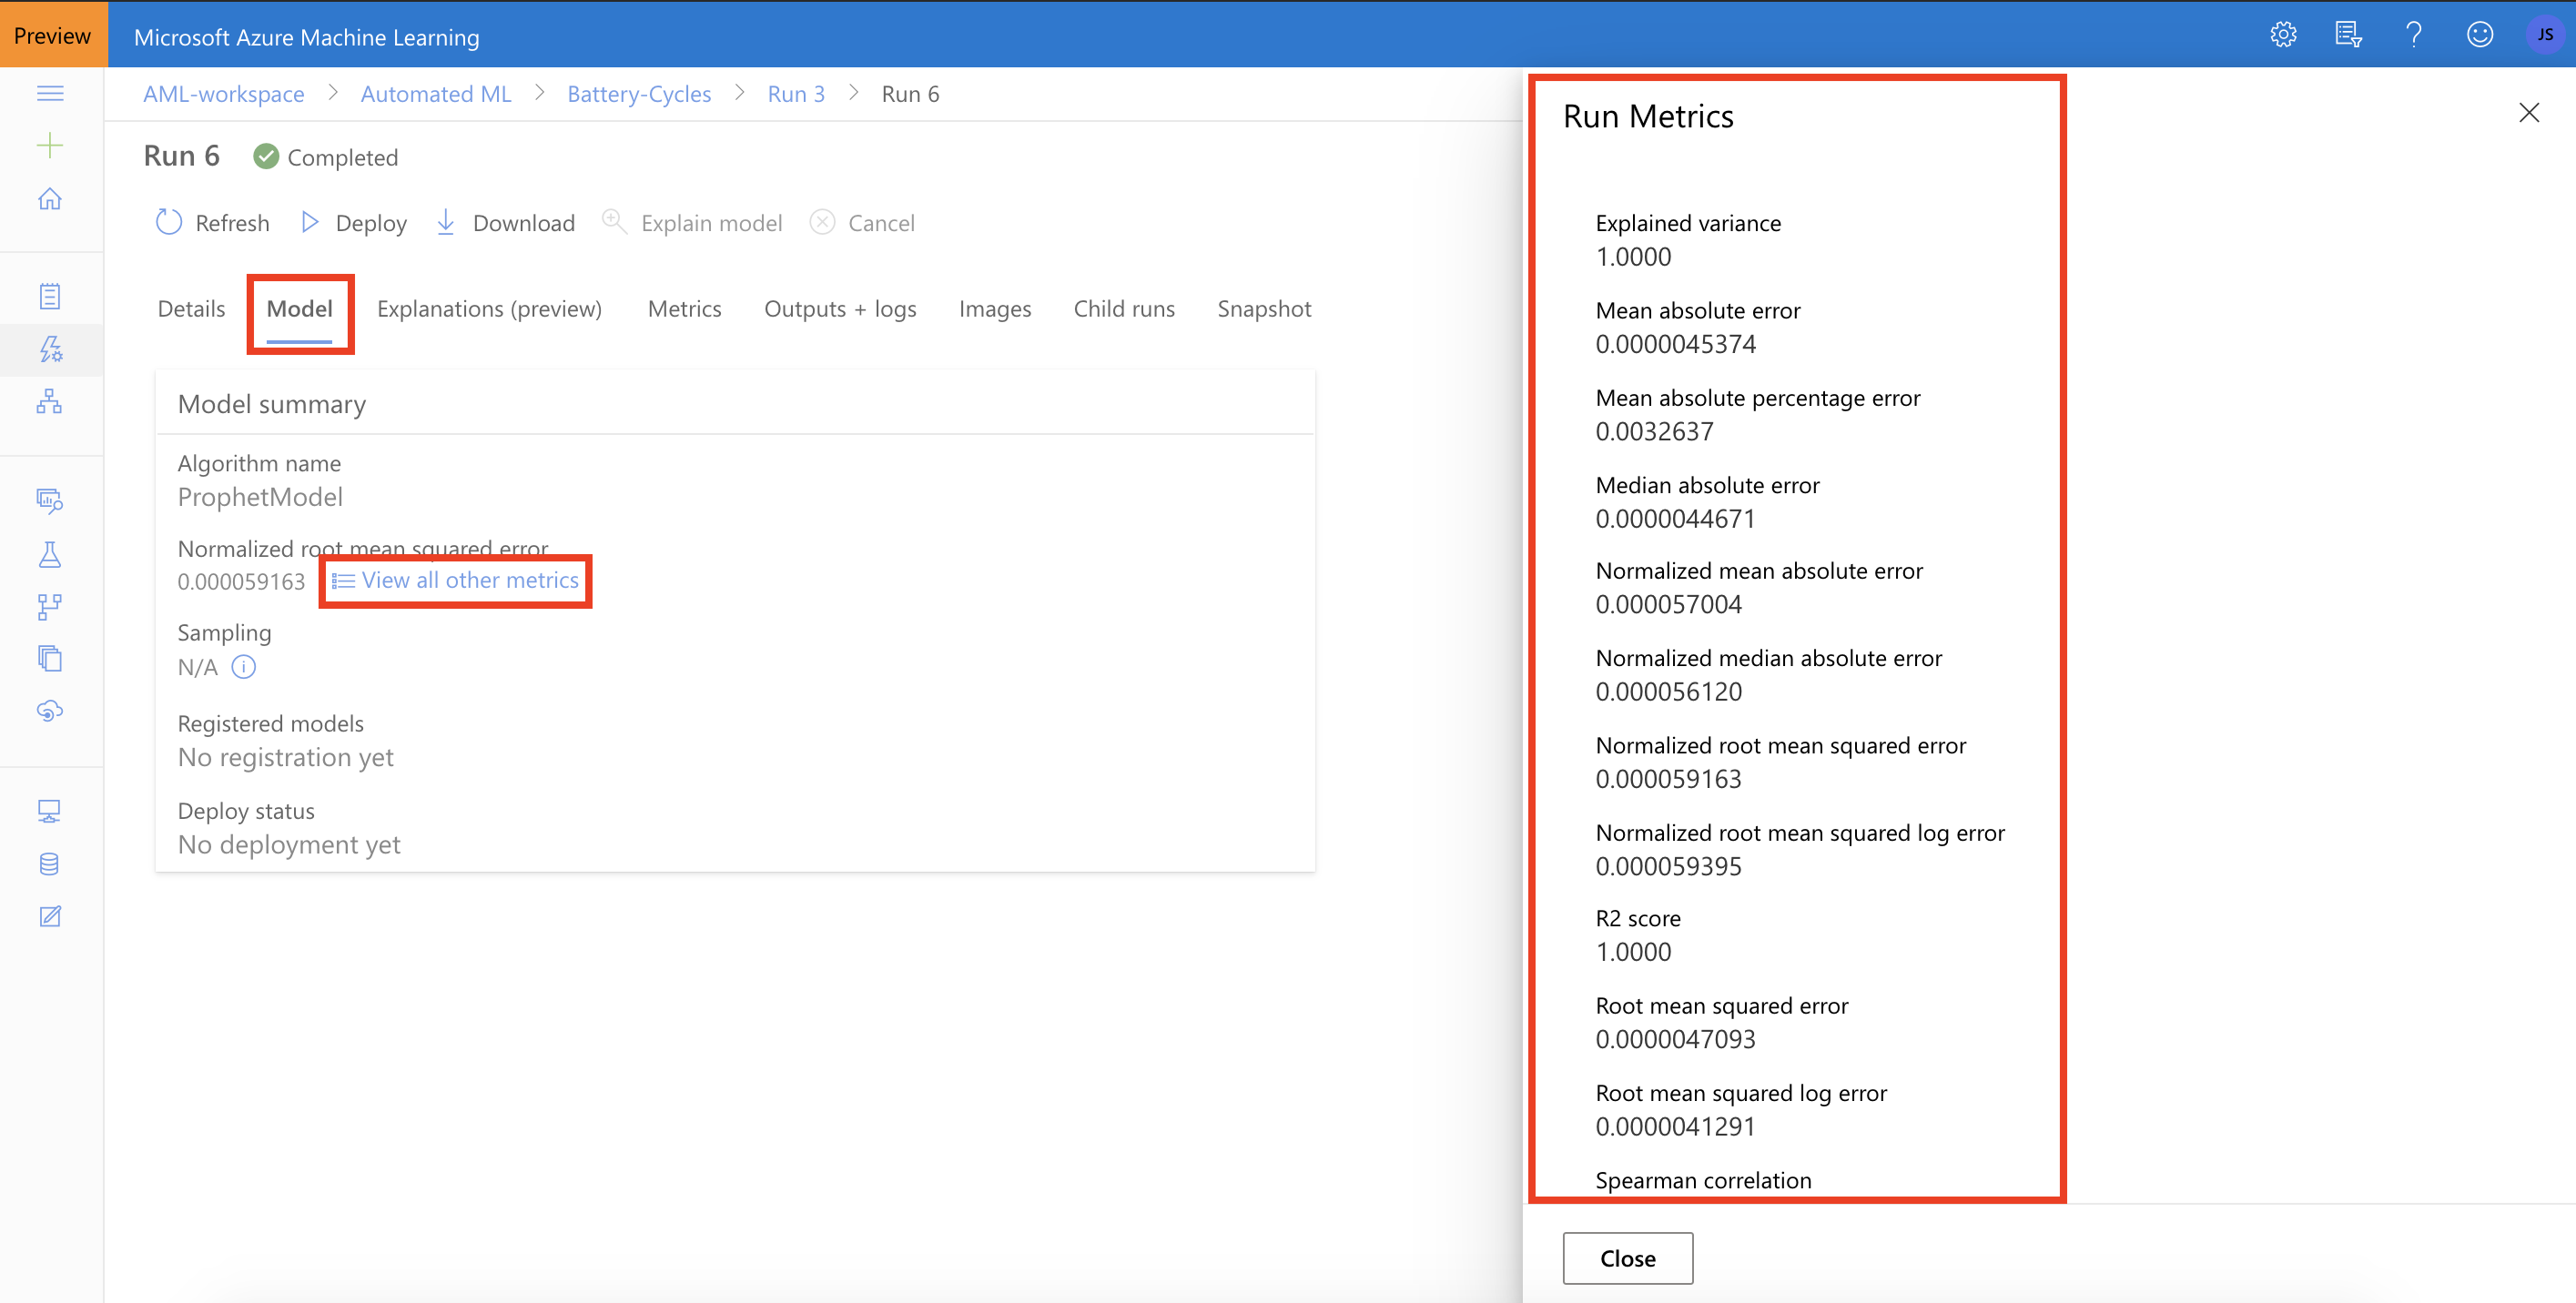 Preview
Microsoft Azure Machine Learning
?
JS
AML-workspace > Automated ML > Battery-Cycles > Run 3 > Run 6
Run 6 Completed
Refresh Deploy Download Explain model Cancel
Details Model Explanations (preview) Metrics Outputs + logs Images Child runs Snapshot
Model summary
Algorithm name
ProphetModel
Normalized root mean squared error
0.000059163 View all other metrics
Sampling
N/A
Registered models
No registration yet
Deploy status
No deployment yet
Run Metrics
Explained variance
1.0000
Mean absolute error
0.0000045374
Mean absolute percentage error
0.0032637
Median absolute error
0.0000044671
Normalized mean absolute error
0.000057004
Normalized median absolute error
0.000056120
Normalized root mean squared error
0.000059163
Normalized root mean squared log error
0.000059395
R2 score
1.0000
Root mean squared error
0.0000047093
Root mean squared log error
0.0000041291
Spearman correlation
Close